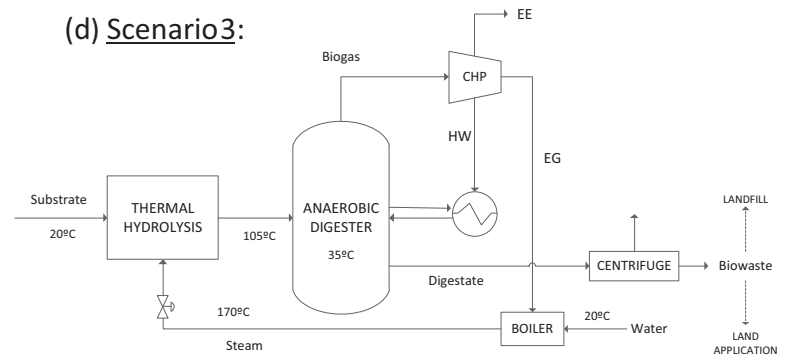 (d) Scenario3:
EE
Biogas
CHP
HW
EG
Substrate
20ºC
THERMAL
HYDROLYSIS
105ºC
ANAEROBIC
DIGESTER
35ºC
LANDFILL
CENTRIFUGE
Biowaste
Digestate
170ºC
Steam
BOILER
20ºC
Water
LAND
APPLICATION